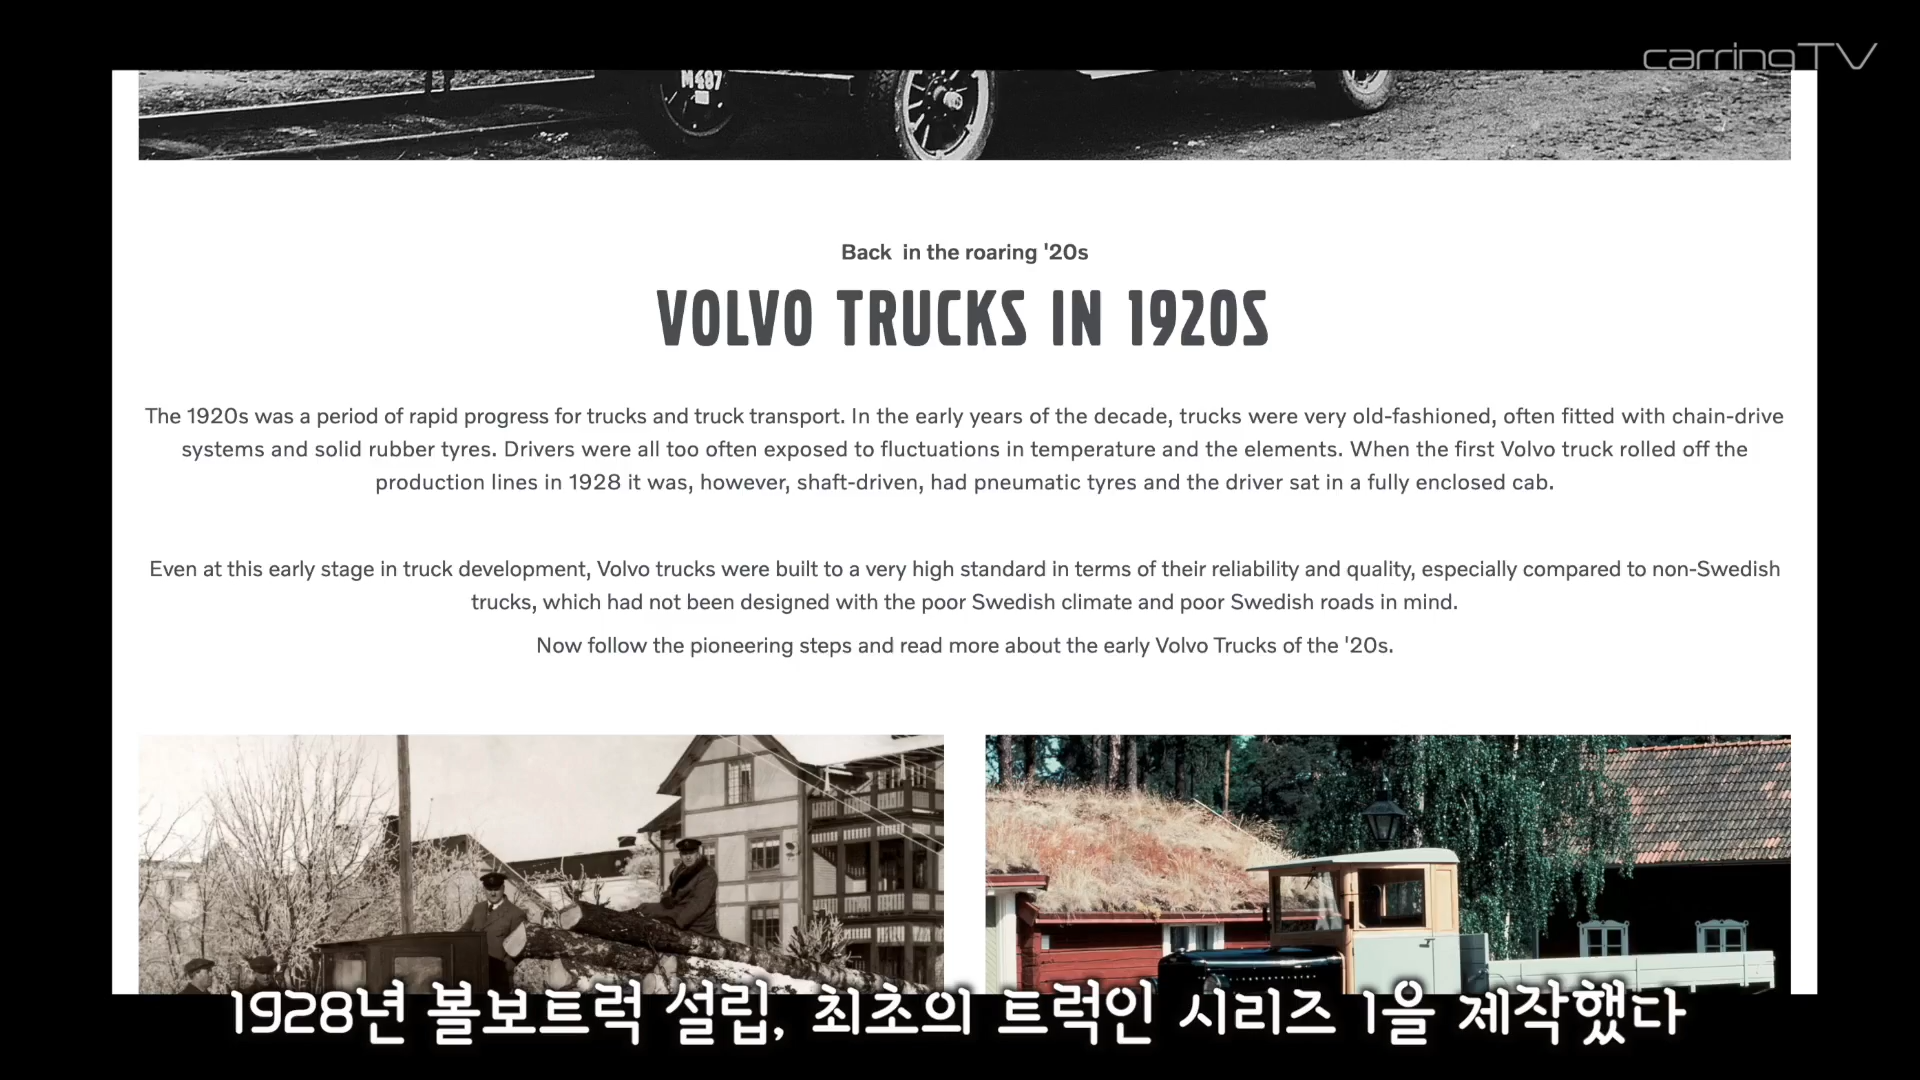 carringTV
M487
Back in the roaring '20s
VOLVO TRUCKS IN 1920S
The 1920s was a period of rapid progress for trucks and truck transport. In the early years of the decade, trucks were very old-fashioned, often fitted with chain-drive
systems and solid rubber tyres. Drivers were all too often exposed to fluctuations in temperature and the elements. When the first Volvo truck rolled off the
production lines in 1928 it was, however, shaft-driven, had pneumatic tyres and the driver sat in a fully enclosed cab.
Even at this early stage in truck development, Volvo trucks were built to a very high standard in terms of their reliability and quality, especially compared to non-Swedish
trucks, which had not been designed with the poor Swedish climate and poor Swedish roads in mind.
Now follow the pioneering steps and read more about the early Volvo Trucks of the '20s.
1928년 볼보트럭 설립, 최초의 트럭인 시리즈 1을 제작했다